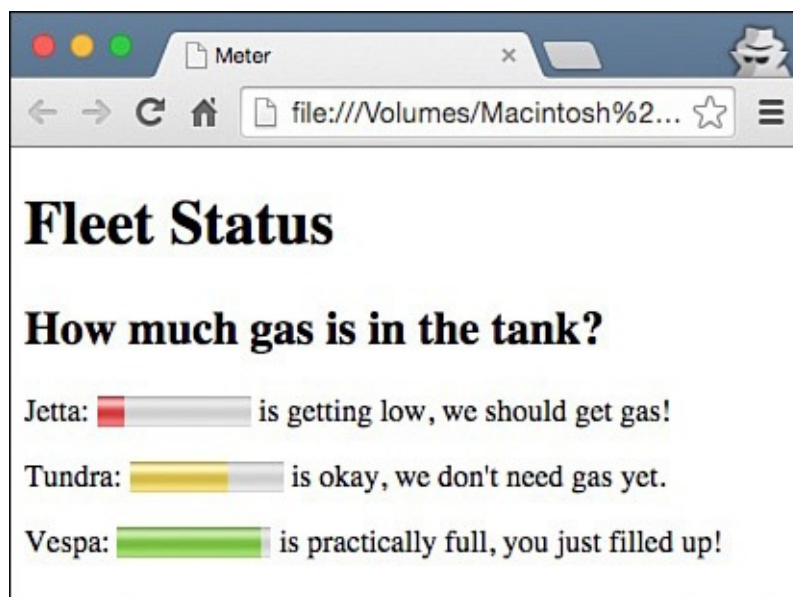 Meter
file:///Volumes/Macintosh%2...
Fleet Status
How much gas is in the tank?
Jetta: is getting low, we should get gas!
Tundra: is okay, we don't need gas yet.
Vespa: is practically full, you just filled up!